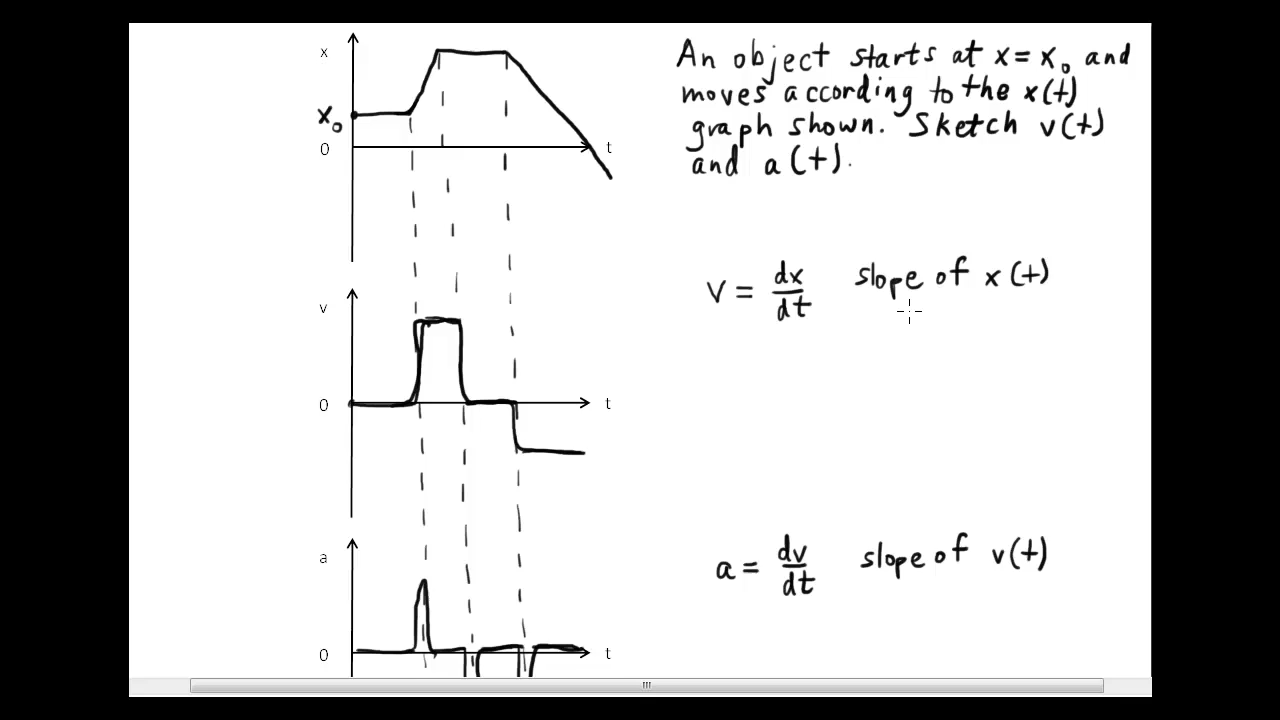 x
x₀
0
t
An object starts at x = x₀ and
moves according to the x(t)
graph shown. Sketch v(t)
and a(t).
v
0
t
v = dx/dt slope of x(t)
a
0
t
a = dv/dt slope of v(t)